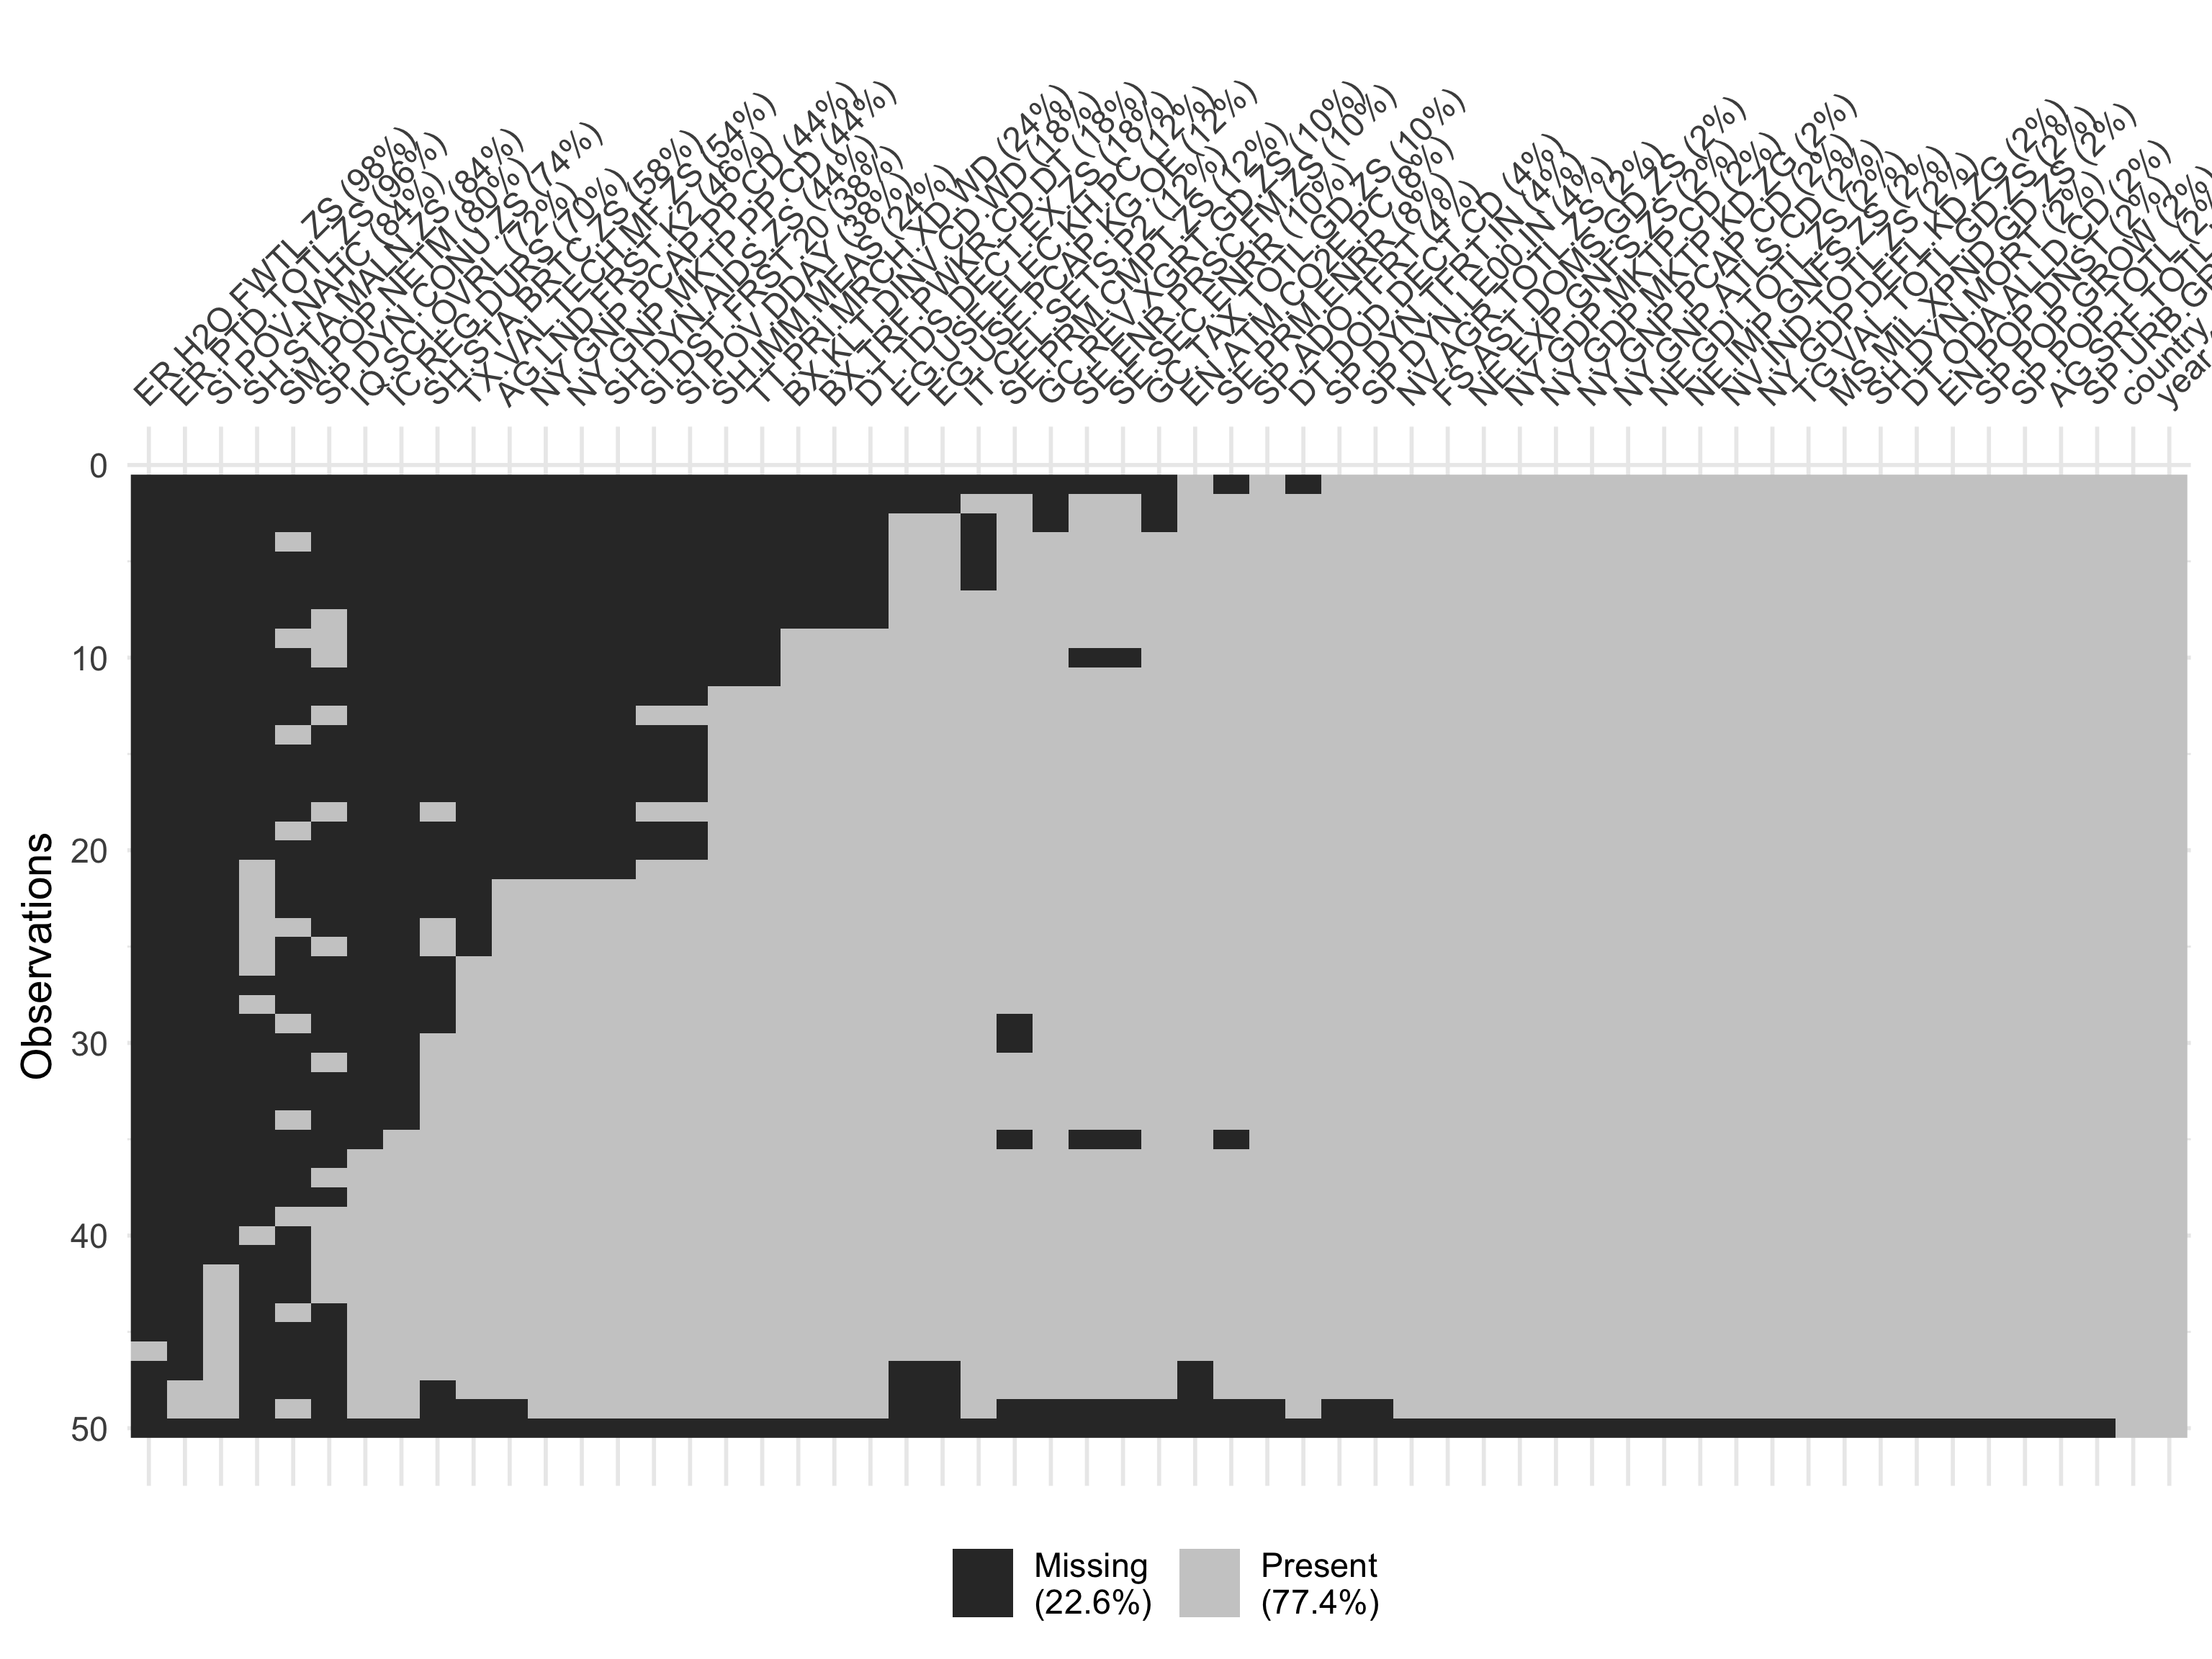 ER.H2O.FWTL.ZS (98%)
ER.PTD.TOTL.ZS (96%)
SI.POV.NAHC (84%)
SH.STA.MALN.ZS (84%)
SM.POP.NETM (80%)
SP.DYN.CONU.ZS (74%)
IQ.SCI.OVRL (72%)
IC.REG.DURS (70%)
SH.STA.BRTC.ZS (58%)
TX.VAL.TECH.MF.ZS (54%)
AG.LND.FRST.K2 (46%)
NY.GNP.PCAP.PP.CD (44%)
NY.GNP.MKTP.PP.CD (44%)
SH.DYN.AIDS.ZS (44%)
SI.DST.FRST.20 (38%)
SI.POV.DDAY (38%)
SH.IMM.MEAS (24%)
TT.PRI.MRCH.XD.WD (24%)
BX.KLT.DINV.CD.WD (18%)
BX.TRF.PWKR.CD.DT (18%)
DT.TDS.DECT.EX.ZS (18%)
EG.USE.ELEC.KH.PC (12%)
EG.USE.PCAP.KG.OE (12%)
IT.CEL.SETS.P2 (12%)
SE.PRM.CMPT.ZS (12%)
GC.REV.XGRT.GD.ZS (10%)
SE.ENR.PRSC.FM.ZS (10%)
SE.SEC.ENRR (10%)
GC.TAX.TOTL.GD.ZS (10%)
EN.ATM.CO2E.PC (8%)
SE.PRM.ENRR
SP.ADO.TFRT (4%)
DT.DOD.DECT.CD (4%)
SP.DYN.TFRT.IN (4%)
SP.DYN.LE00.IN (4%)
NV.AGR.TOTL.ZS (2%)
FS.AST.DOMS.GD.ZS (2%)
NE.EXP.GNFS.ZS (2%)
NY.GDP.MKTP.CD (2%)
NY.GDP.MKTP.KD.ZG (2%)
NY.GNP.PCAP.CD (2%)
NY.GNP.ATLS.CD (2%)
NE.GDI.TOTL.ZS (2%)
NE.IMP.GNFS.ZS (2%)
NV.IND.TOTL.ZS (2%)
NY.GDP.DEFL.KD.ZG (2%)
TG.VAL.TOTL.GD.ZS (2%)
MS.MIL.XPND.GD.ZS (2%)
SH.DYN.MORT (2%)
DT.ODA.ALLD.CD (2%)
EN.POP.DNST (2%)
SP.POP.GROW (2%)
SP.POP.TOTL
AG.SRF.TOTL
SP.URB
country
year
0
10
20
30
40
50
Observations
Missing
(22.6%)
Present
(77.4%)